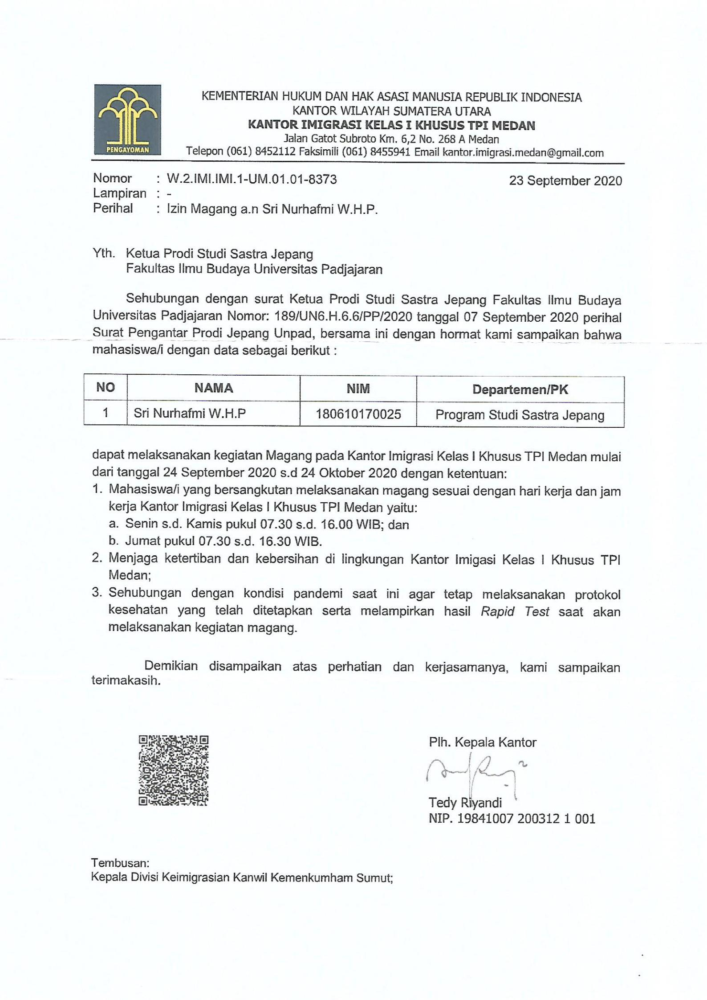 PENGAYOMAN
KEMENTERIAN HUKUM DAN HAK ASASI MANUSIA REPUBLIK INDONESIA
KANTOR WILAYAH SUMATERA UTARA
KANTOR IMIGRASI KELAS I KHUSUS TPI MEDAN
Jalan Gatot Subroto Km. 6,2 No. 268 A Medan
Telepon (061) 8452112 Faksimili (061) 8455941 Email kantor.imigrasi.medan@gmail.com
Nomor : W.2.IMI.IMI.1-UM.01.01-8373 23 September 2020
Lampiran : -
Perihal : Izin Magang a.n Sri Nurhafmi W.H.P.
Yth. Ketua Prodi Studi Sastra Jepang
Fakultas Ilmu Budaya Universitas Padjajaran
Sehubungan dengan surat Ketua Prodi Studi Sastra Jepang Fakultas Ilmu Budaya
Universitas Padjajaran Nomor: 189/UN6.H.6.6/PP/2020 tanggal 07 September 2020 perihal
Surat Pengantar Prodi Jepang Unpad, bersama ini dengan hormat kami sampaikan bahwa
mahasiswa/i dengan data sebagai berikut :
NO NAMA NIM Departemen/PK
1 Sri Nurhafmi W.H.P 180610170025 Program Studi Sastra Jepang
dapat melaksanakan kegiatan Magang pada Kantor Imigrasi Kelas I Khusus TPI Medan mulai
dari tanggal 24 September 2020 s.d 24 Oktober 2020 dengan ketentuan:
1. Mahasiswa/i yang bersangkutan melaksanakan magang sesuai dengan hari kerja dan jam
kerja Kantor Imigrasi Kelas I Khusus TPI Medan yaitu:
a. Senin s.d. Kamis pukul 07.30 s.d. 16.00 WIB; dan
b. Jumat pukul 07.30 s.d. 16.30 WIB.
2. Menjaga ketertiban dan kebersihan di lingkungan Kantor Imigasi Kelas I Khusus TPI
Medan;
3. Sehubungan dengan kondisi pandemi saat ini agar tetap melaksanakan protokol
kesehatan yang telah ditetapkan serta melampirkan hasil Rapid Test saat akan
melaksanakan kegiatan magang.
Demikian disampaikan atas perhatian dan kerjasamanya, kami sampaikan
terimakasih.
Plh. Kepala Kantor
Tedy Riyandi
NIP. 19841007 200312 1 001
Tembusan:
Kepala Divisi Keimigrasian Kanwil Kemenkumham Sumut;